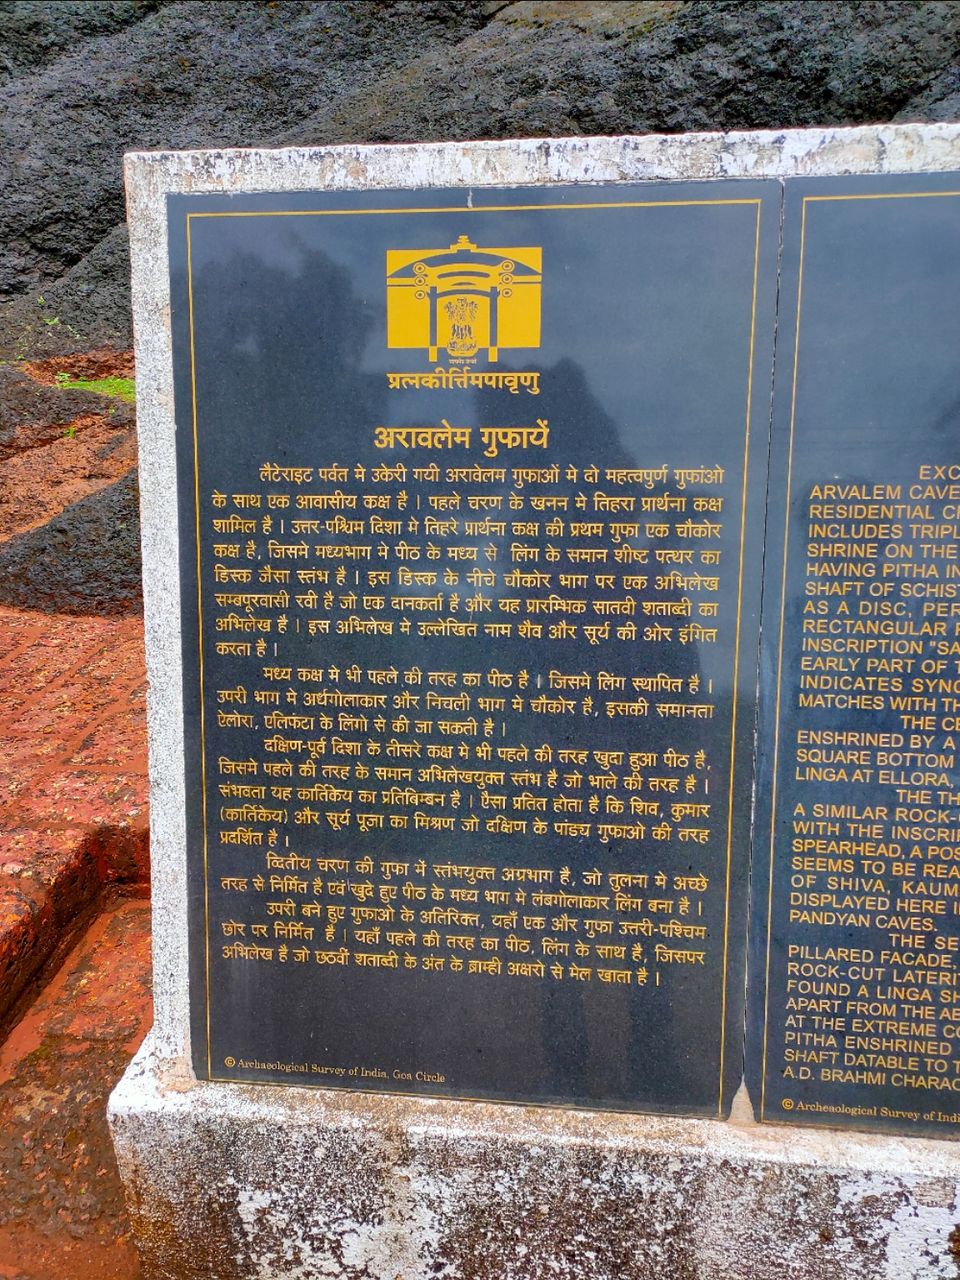 प्रत्नकीर्त्तिमपावृणु
अरावलेम गुफायें
लैटेराइट पर्वत मे उकेरी गयी अरावेलम गुफाओं मे दो महत्वपुर्ण गुफांओ
के साथ एक आवासीय कक्ष है । पहले चरण के खनन मे तिहरा प्रार्थना कक्ष
शामिल है । उत्तर-पश्चिम दिशा मे तिहरे प्रार्थना कक्ष की प्रथम गुफा एक चौकोर
कक्ष है, जिसमे मध्यभाग मे पीठ के मध्य से लिंग के समान शीष्ट पत्थर का
डिस्क जैसा स्तंभ है । इस डिस्क के नीचे चौकोर भाग पर एक अभिलेख
सम्बपूरवासी रवी है जो एक दानकर्ता है और यह प्रारम्भिक सातवी शताब्दी का
अभिलेख है । इस अभिलेख मे उल्लेखित नाम शैव और सूर्य की ओर इंगित
करता है ।
मध्य कक्ष मे भी पहले की तरह का पीठ है । जिसमे लिंग स्थापित है ।
उपरी भाग मे अर्धगोलाकार और निचली भाग मे चौकोर है, इसकी समानता
ऐलोरा, एलिफेंटा के लिंगो से की जा सकती है ।
दक्षिण-पूर्व दिशा के तीसरे कक्ष मे भी पहले की तरह खुदा हुआ पीठ है,
जिसमे पहले की तरह के समान अभिलेखयुक्त स्तंभ है जो भाले की तरह है ।
संभवता यह कार्तिकेय का प्रतिबिम्बन है । ऐसा प्रतित होता है कि शिव, कुमार
(कार्तिकेय) और सूर्य पूजा का मिश्रण जो दक्षिण के पांड्य गुफाओ की तरह
प्रदर्शित है ।
द्वितीय चरण की गुफा में स्तंभयुक्त अग्रभाग है, जो तुलना मे अच्छे
तरह से निर्मित है एवं खुदे हुए पीठ के मध्य भाग मे लंबगोलाकार लिंग बना है ।
उपरी बने हुए गुफाओ के अतिरिक्त, यहाँ एक और गुफा उत्तरी-पश्चिम
छोर पर निर्मित है । यहाँ पहले की तरह का पीठ, लिंग के साथ है, जिसपर
अभिलेख है जो छठवीं शताब्दी के अंत के ब्राम्ही अक्षरो से मेल खाता है ।
© Archaeological Survey of India, Goa Circle
EXC
ARVALEM CAVE
RESIDENTIAL C
INCLUDES TRIPL
SHRINE ON THE
HAVING PITHA IN
SHAFT OF SCHIST
AS A DISC, PER
RECTANGULAR
INSCRIPTION "SA
EARLY PART OF T
INDICATES SYNC
MATCHES WITH TH
THE CE
ENSHRINED BY A
SQUARE BOTTOM
LINGA AT ELLORA,
THE TH
A SIMILAR ROCK-
WITH THE INSCRIP
SPEARHEAD, A POS
SEEMS TO BE REA
OF SHIVA, KAUM
DISPLAYED HERE I
PANDYAN CAVES.
THE SE
PILLARED FACADE,
ROCK-CUT LATERI
FOUND A LINGA SH
APART FROM THE AB
AT THE EXTREME CO
PITHA ENSHRINED
SHAFT DATABLE TO T
A.D. BRAHMI CHARAC
© Archeaological Survey of Indi